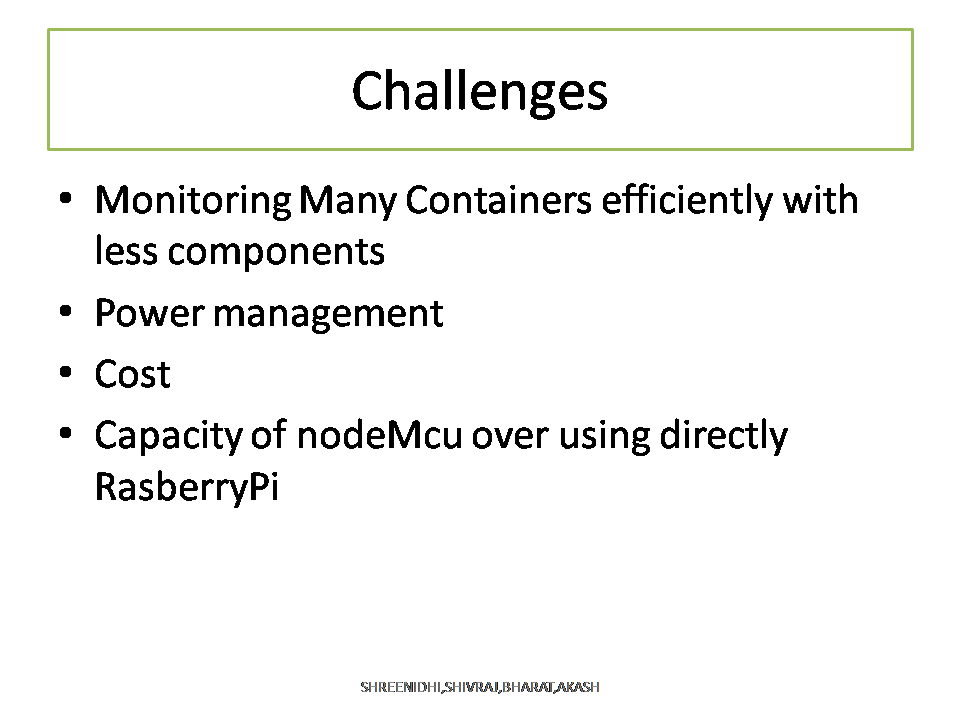 Challenges
• Monitoring Many Containers efficiently with
less components
• Power management
• Cost
• Capacity of nodeMcu over using directly
RasberryPi
SHREENIDHI,SHIVRAJ,BHARAT,AKASH